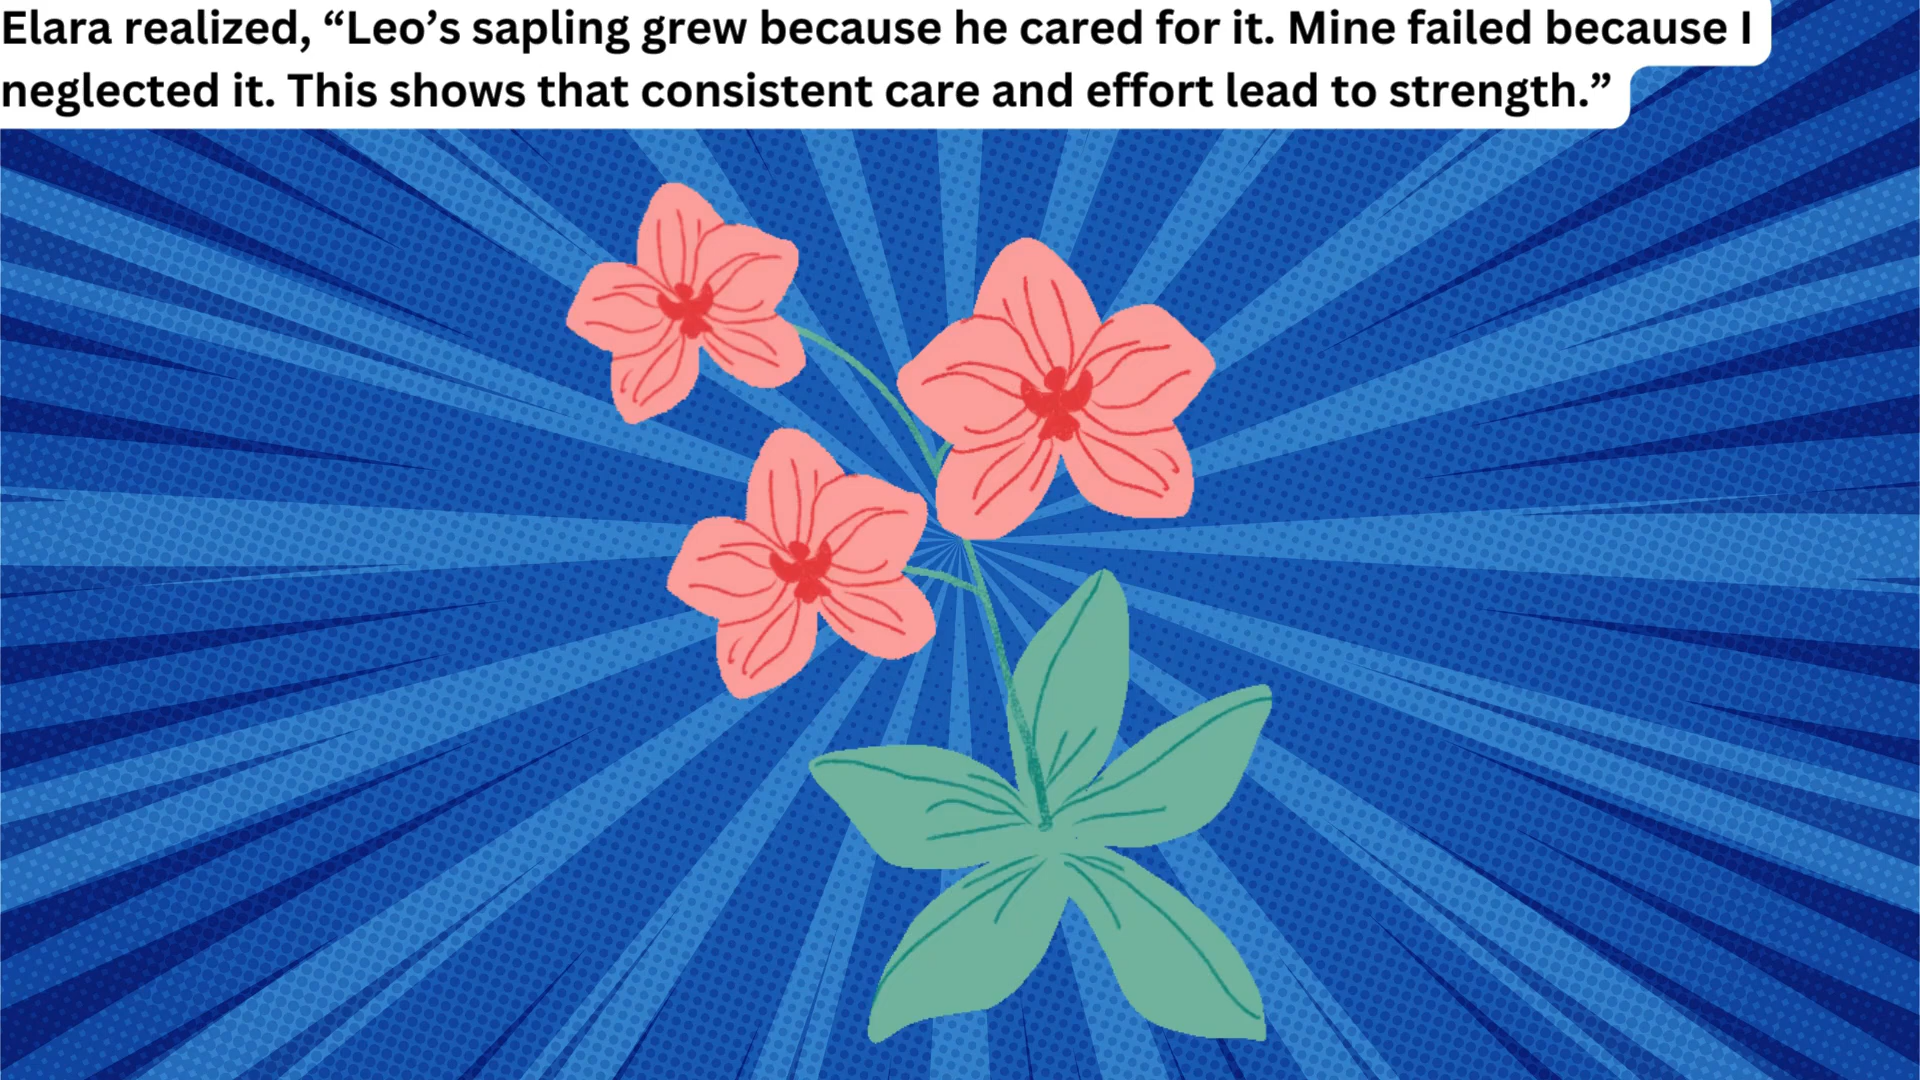 Elara realized, “Leo’s sapling grew because he cared for it. Mine failed because I
neglected it. This shows that consistent care and effort lead to strength.”